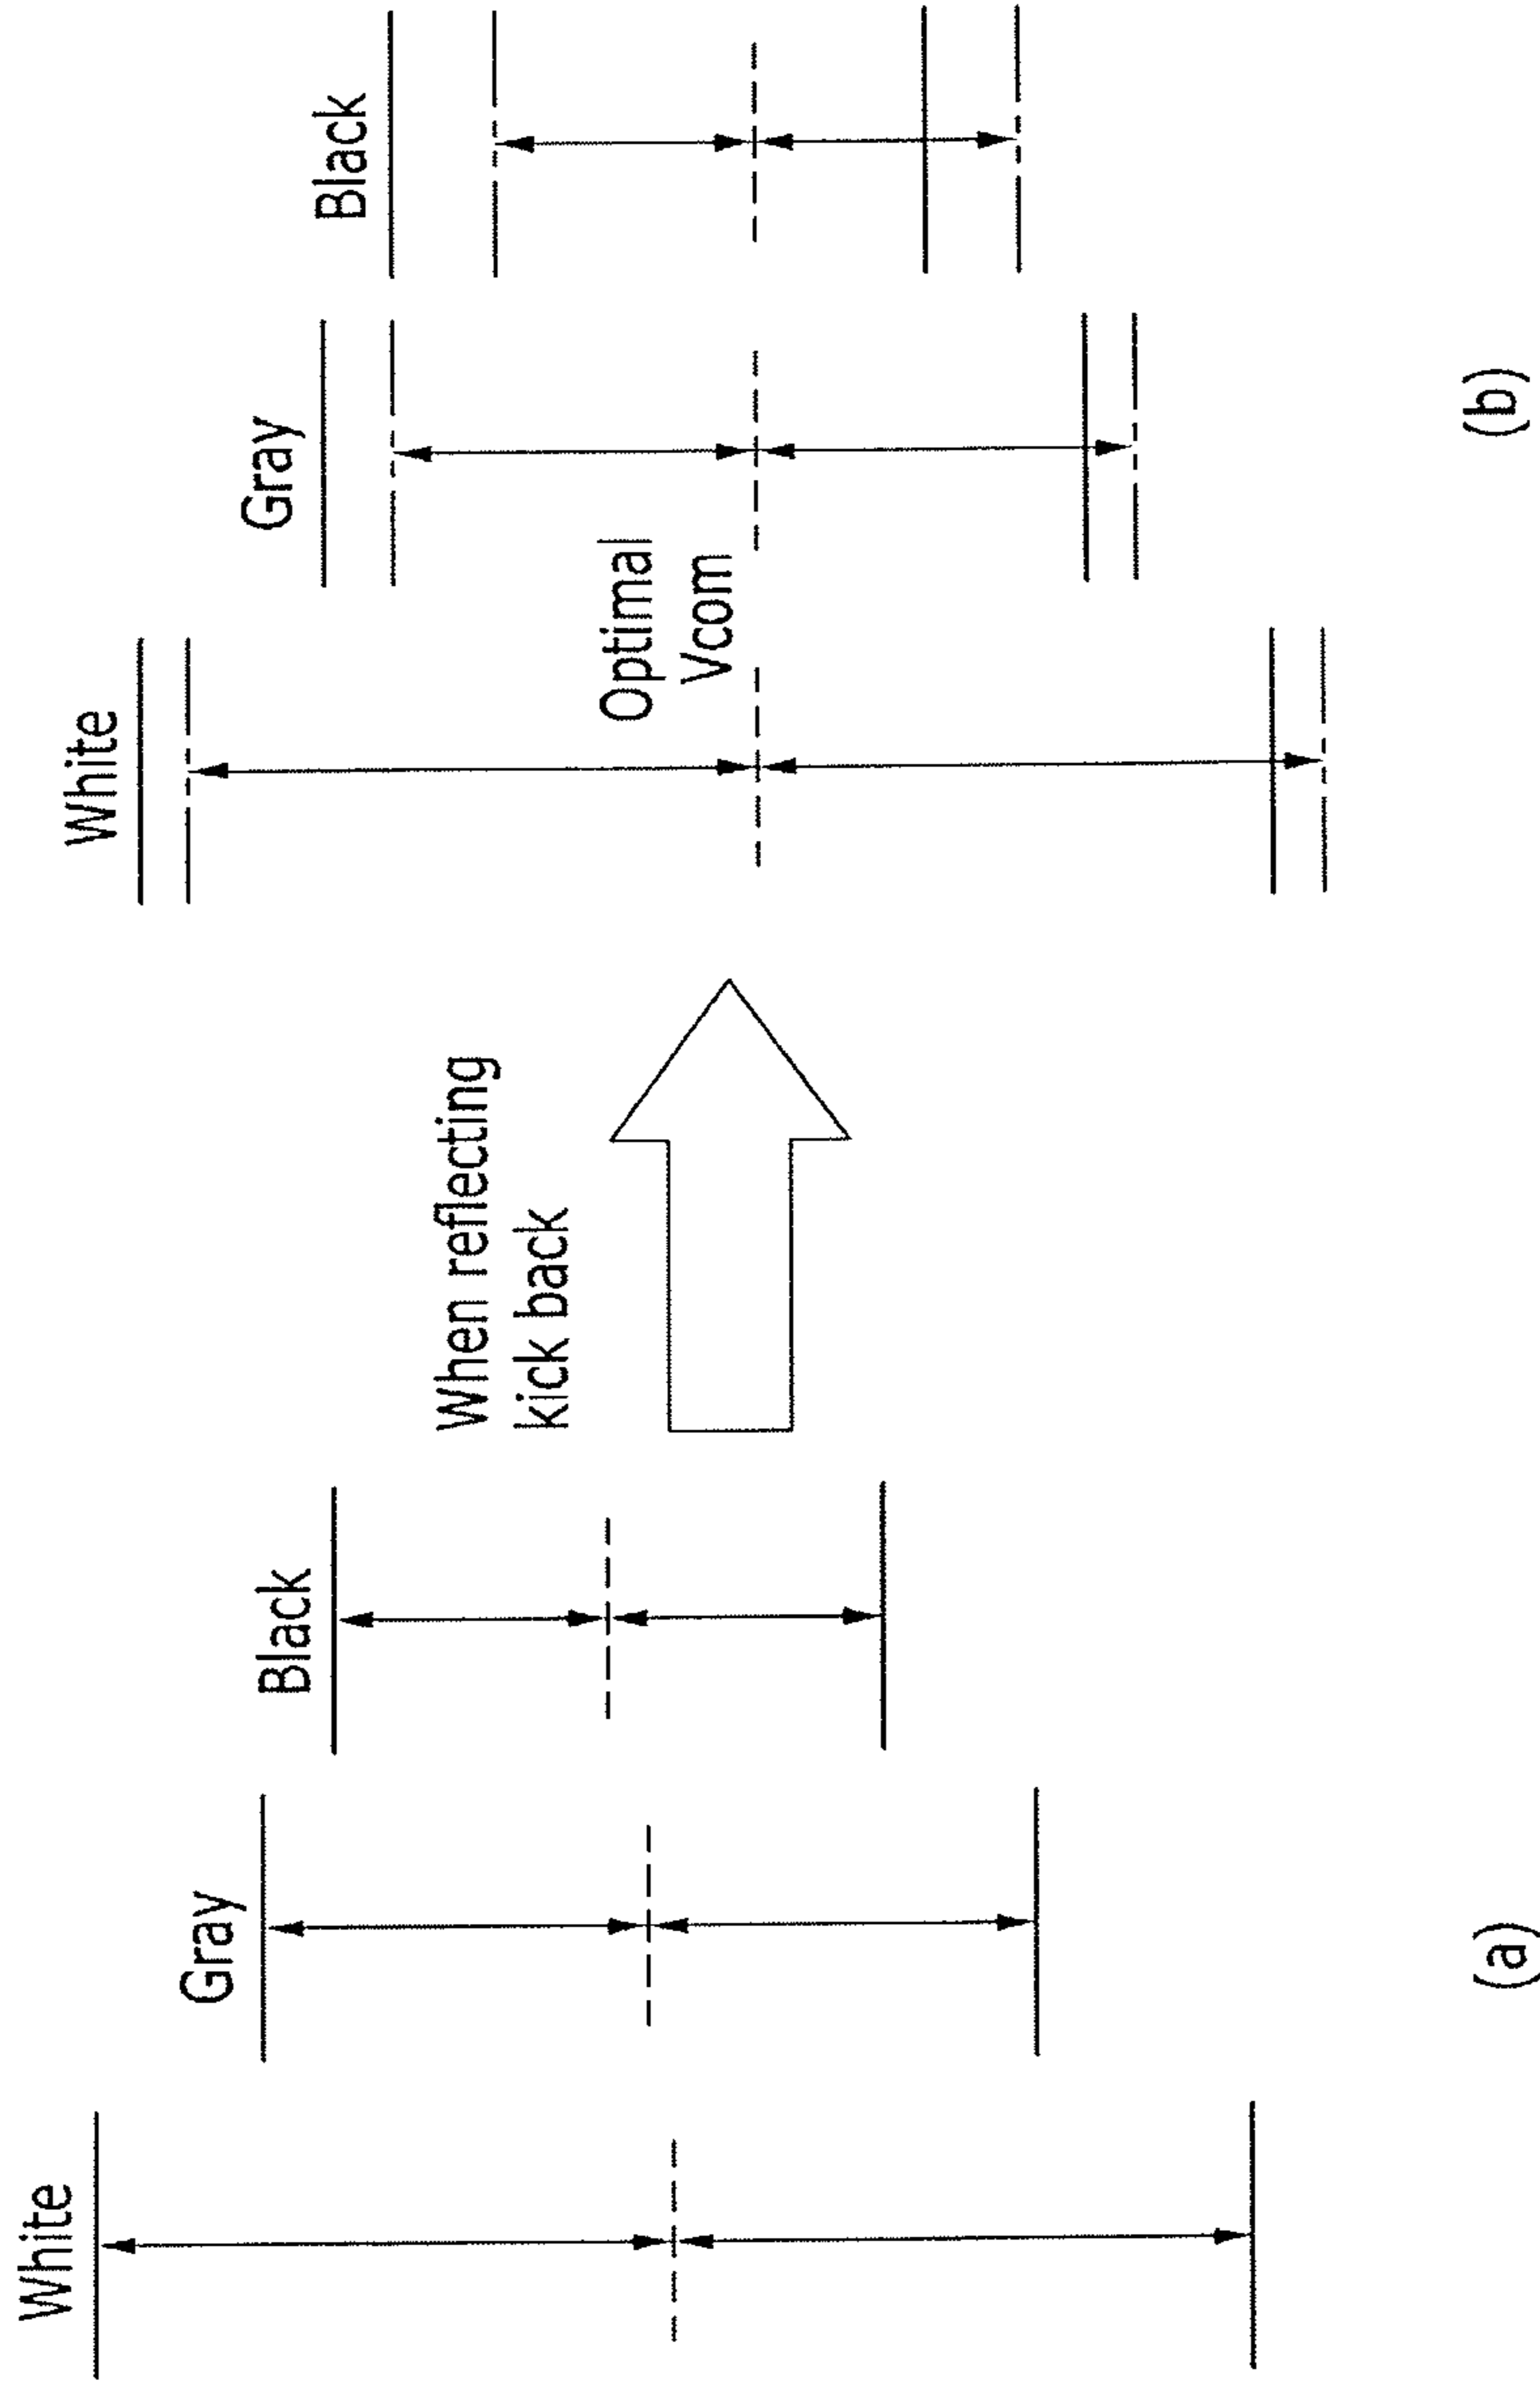 White
Gray
Black
(a)
When reflecting
kick back
White
Gray
Black
Optimal
Vcom
(b)